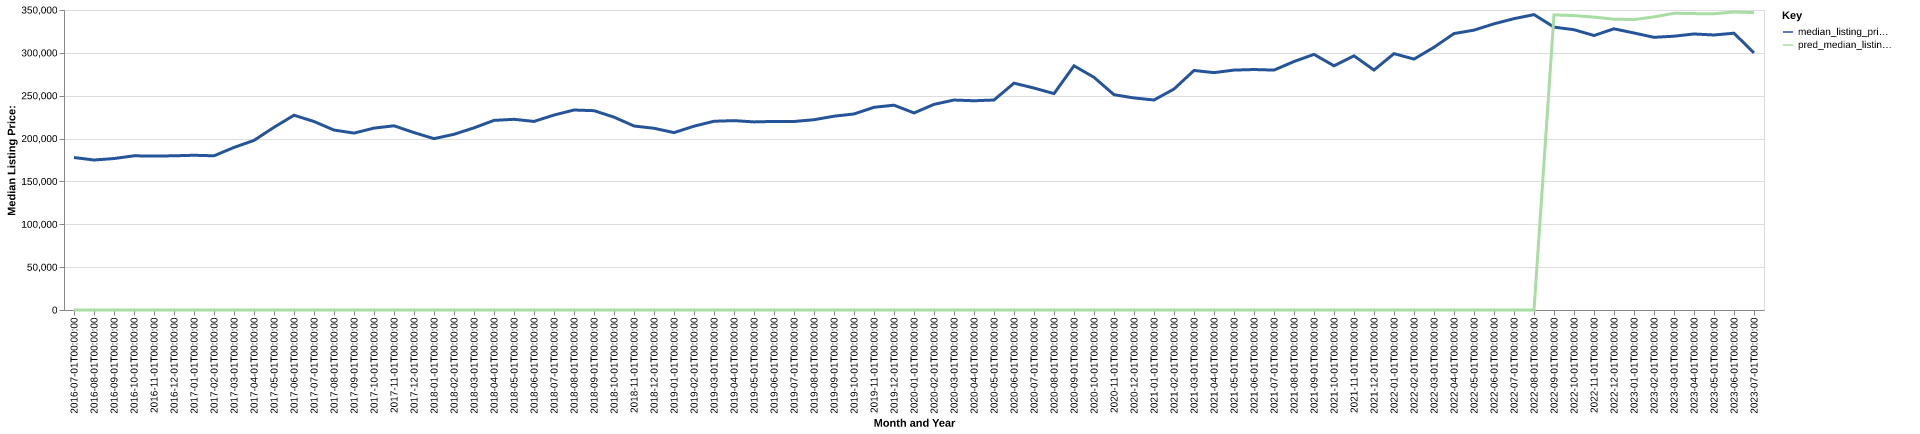 350,000
300,000
250,000
200,000
150,000
100,000
50,000
0
Median Listing Price:
2016-07-01T00:00:00
2016-08-01T00:00:00
2016-09-01T00:00:00
2016-10-01T00:00:00
2016-11-01T00:00:00
2016-12-01T00:00:00
2017-01-01T00:00:00
2017-02-01T00:00:00
2017-03-01T00:00:00
2017-04-01T00:00:00
2017-05-01T00:00:00
2017-06-01T00:00:00
2017-07-01T00:00:00
2017-08-01T00:00:00
2017-09-01T00:00:00
2017-10-01T00:00:00
2017-11-01T00:00:00
2017-12-01T00:00:00
2018-01-01T00:00:00
2018-02-01T00:00:00
2018-03-01T00:00:00
2018-04-01T00:00:00
2018-05-01T00:00:00
2018-06-01T00:00:00
2018-07-01T00:00:00
2018-08-01T00:00:00
2018-09-01T00:00:00
2018-10-01T00:00:00
2018-11-01T00:00:00
2018-12-01T00:00:00
2019-01-01T00:00:00
2019-02-01T00:00:00
2019-03-01T00:00:00
2019-04-01T00:00:00
2019-05-01T00:00:00
2019-06-01T00:00:00
2019-07-01T00:00:00
2019-08-01T00:00:00
2019-09-01T00:00:00
2019-10-01T00:00:00
2019-11-01T00:00:00
2019-12-01T00:00:00
2020-01-01T00:00:00
2020-02-01T00:00:00
2020-03-01T00:00:00
2020-04-01T00:00:00
2020-05-01T00:00:00
2020-06-01T00:00:00
2020-07-01T00:00:00
2020-08-01T00:00:00
2020-09-01T00:00:00
2020-10-01T00:00:00
2020-11-01T00:00:00
2020-12-01T00:00:00
2021-01-01T00:00:00
2021-02-01T00:00:00
2021-03-01T00:00:00
2021-04-01T00:00:00
2021-05-01T00:00:00
2021-06-01T00:00:00
2021-07-01T00:00:00
2021-08-01T00:00:00
2021-09-01T00:00:00
2021-10-01T00:00:00
2021-11-01T00:00:00
2021-12-01T00:00:00
2022-01-01T00:00:00
2022-02-01T00:00:00
2022-03-01T00:00:00
2022-04-01T00:00:00
2022-05-01T00:00:00
2022-06-01T00:00:00
2022-07-01T00:00:00
2022-08-01T00:00:00
2022-09-01T00:00:00
2022-10-01T00:00:00
2022-11-01T00:00:00
2022-12-01T00:00:00
2023-01-01T00:00:00
2023-02-01T00:00:00
2023-03-01T00:00:00
2023-04-01T00:00:00
2023-05-01T00:00:00
2023-06-01T00:00:00
2023-07-01T00:00:00
Month and Year
Key
median_listing_pri…
pred_median_listin…